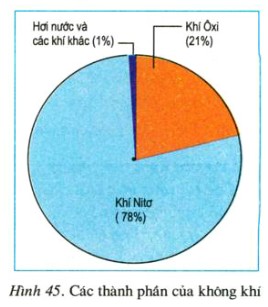 Hơi nước và
các khí khác (1%)
Khí Ôxi
(21%)
Khí Nitơ
( 78%)
Hình 45. Các thành phần của không khí